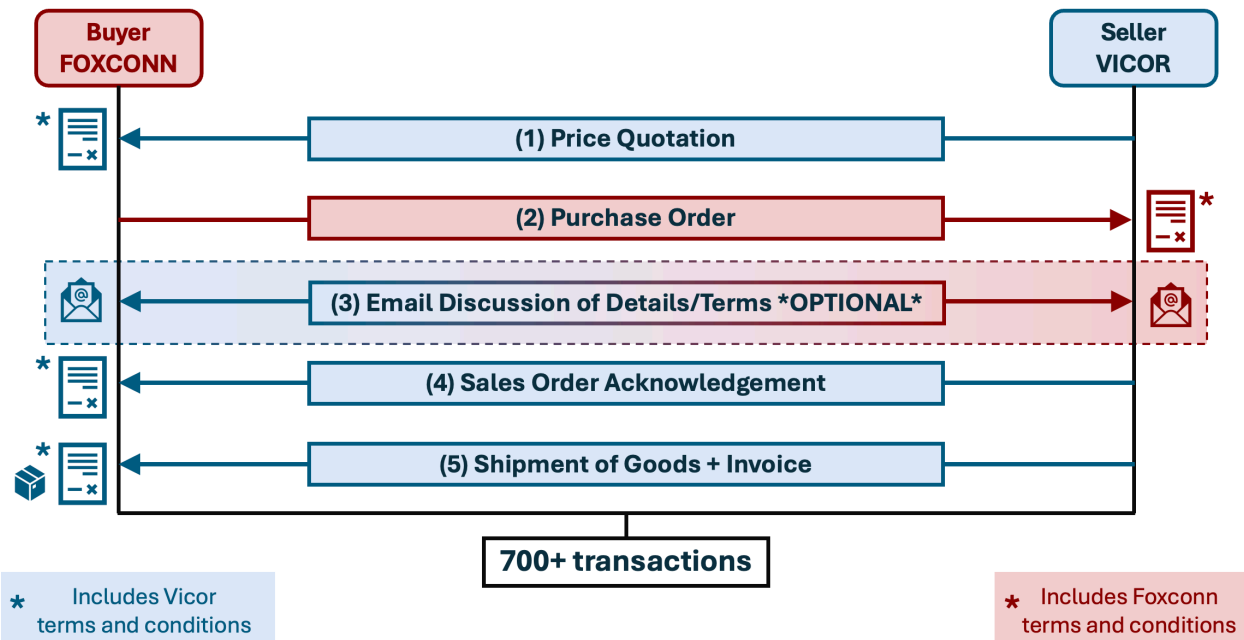 Buyer
FOXCONN
Seller
VICOR
*
(1) Price Quotation
(2) Purchase Order
*
@
(3) Email Discussion of Details/Terms *OPTIONAL*
@
*
(4) Sales Order Acknowledgement
*
(5) Shipment of Goods + Invoice
700+ transactions
* Includes Vicor
terms and conditions
* Includes Foxconn
terms and conditions